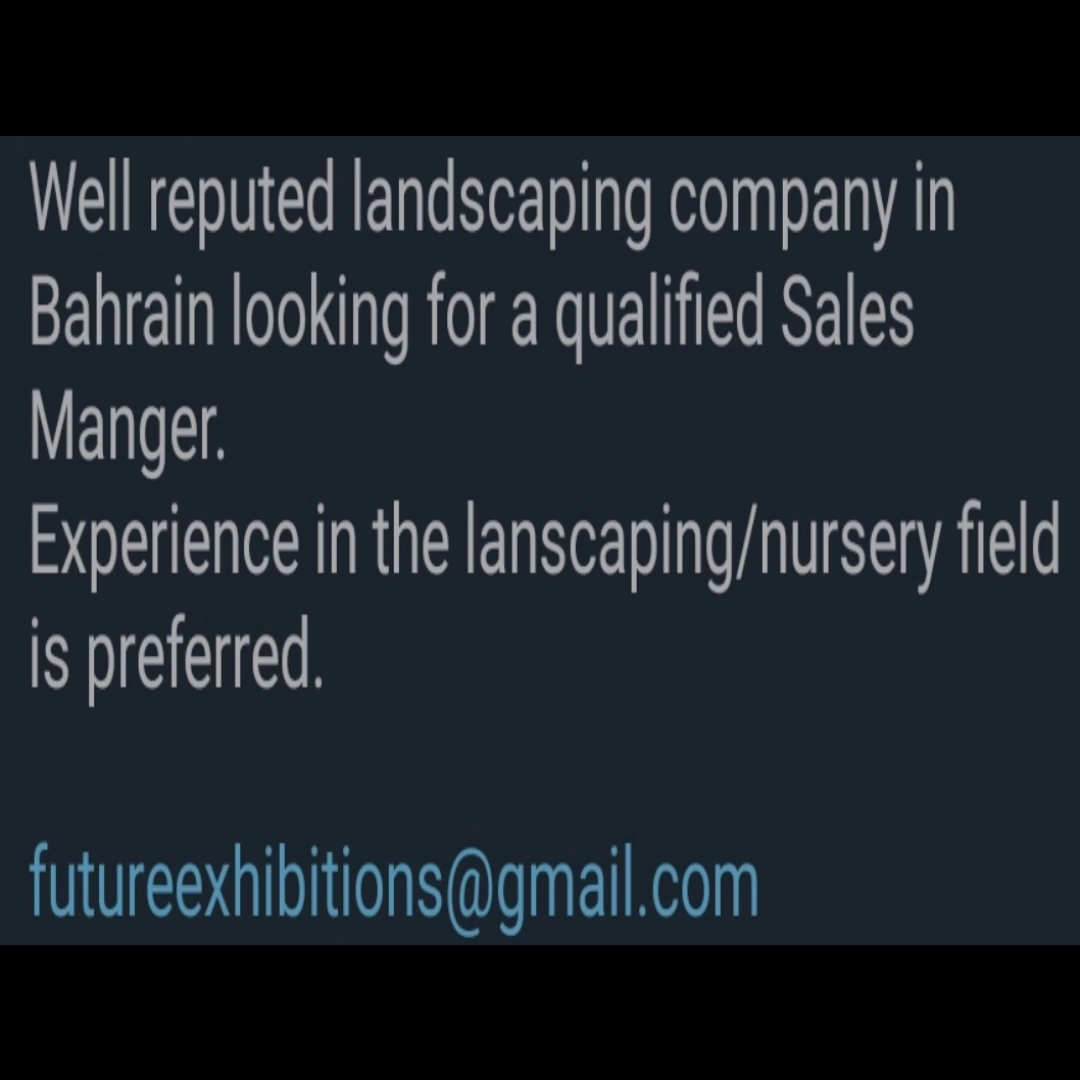 Well reputed landscaping company in
Bahrain looking for a qualified Sales
Manger.
Experience in the lanscaping/nursery field
is preferred.
futureexhibitions@gmail.com